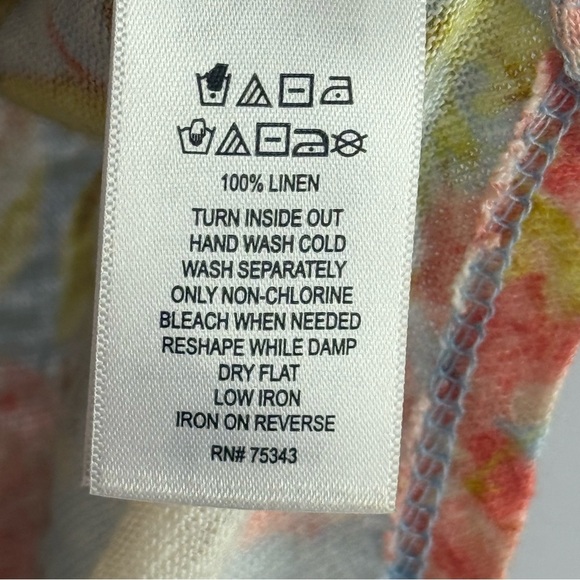 100% LINEN
TURN INSIDE OUT
HAND WASH COLD
WASH SEPARATELY
ONLY NON-CHLORINE
BLEACH WHEN NEEDED
RESHAPE WHILE DAMP
DRY FLAT
LOW IRON
IRON ON REVERSE
RN# 75343